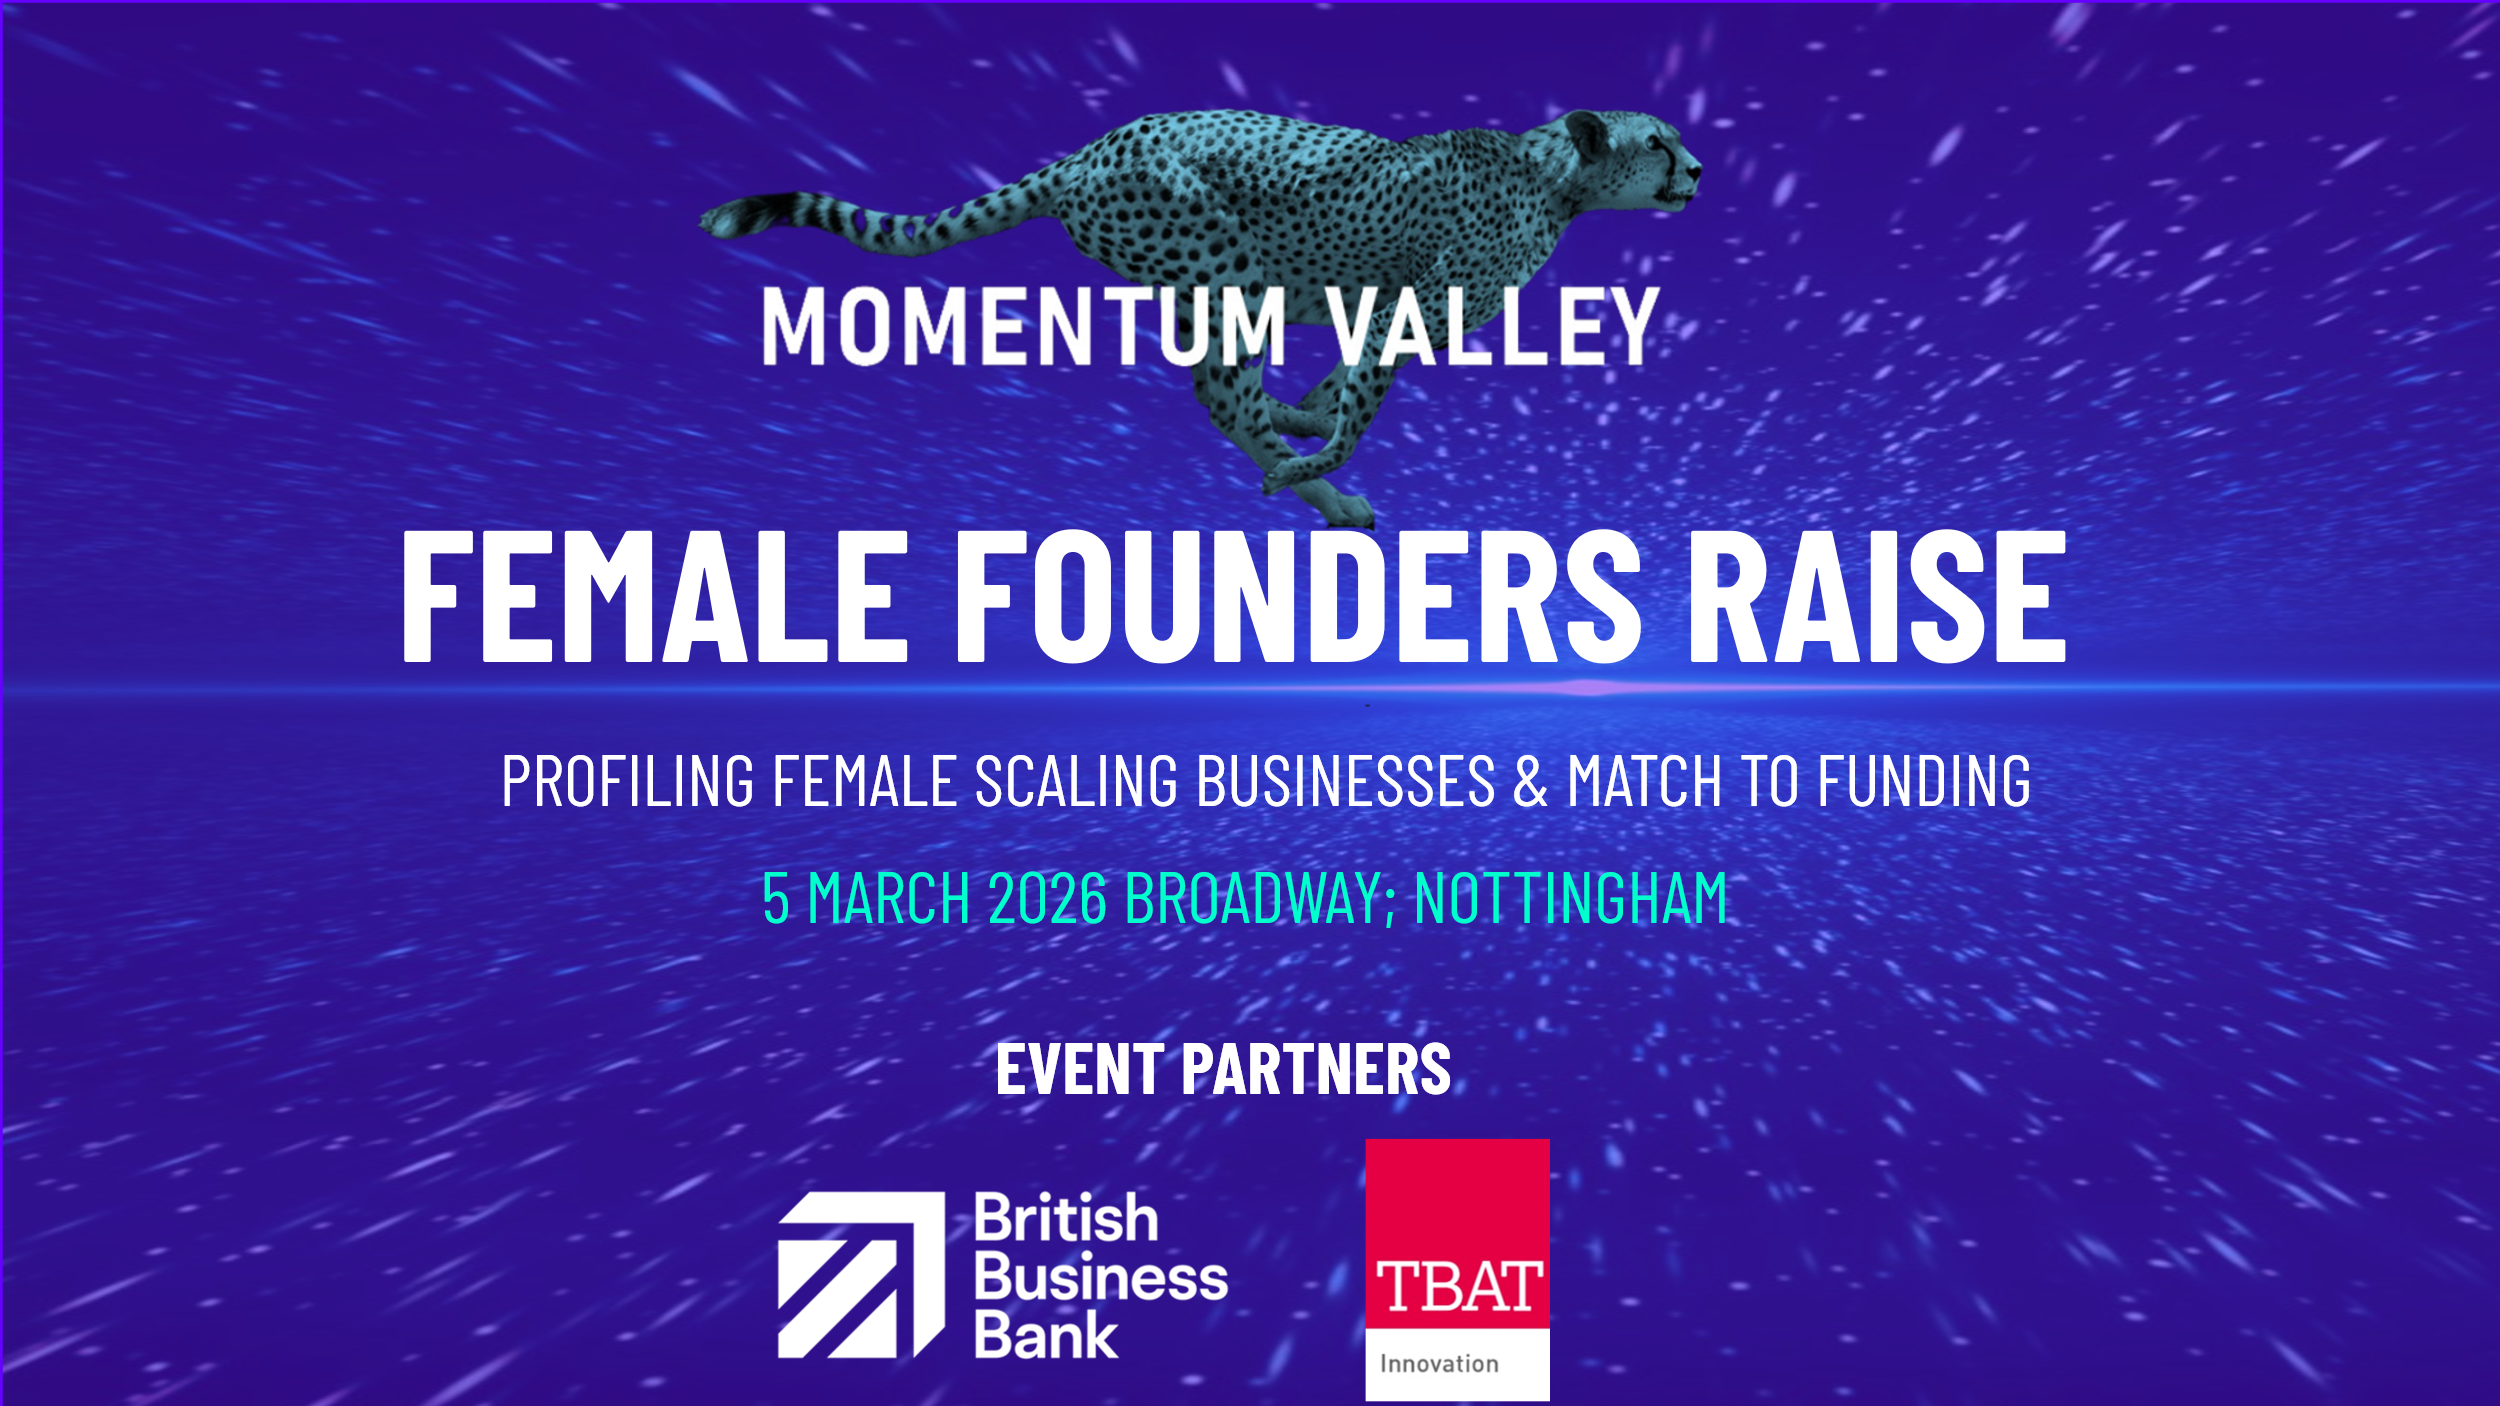 MOMENTUM VALLEY
FEMALE FOUNDERS RAISE
PROFILING FEMALE SCALING BUSINESSES & MATCH TO FUNDING
5 MARCH 2026 BROADWAY; NOTTINGHAM
EVENT PARTNERS
British
Business
Bank
TBAT
Innovation